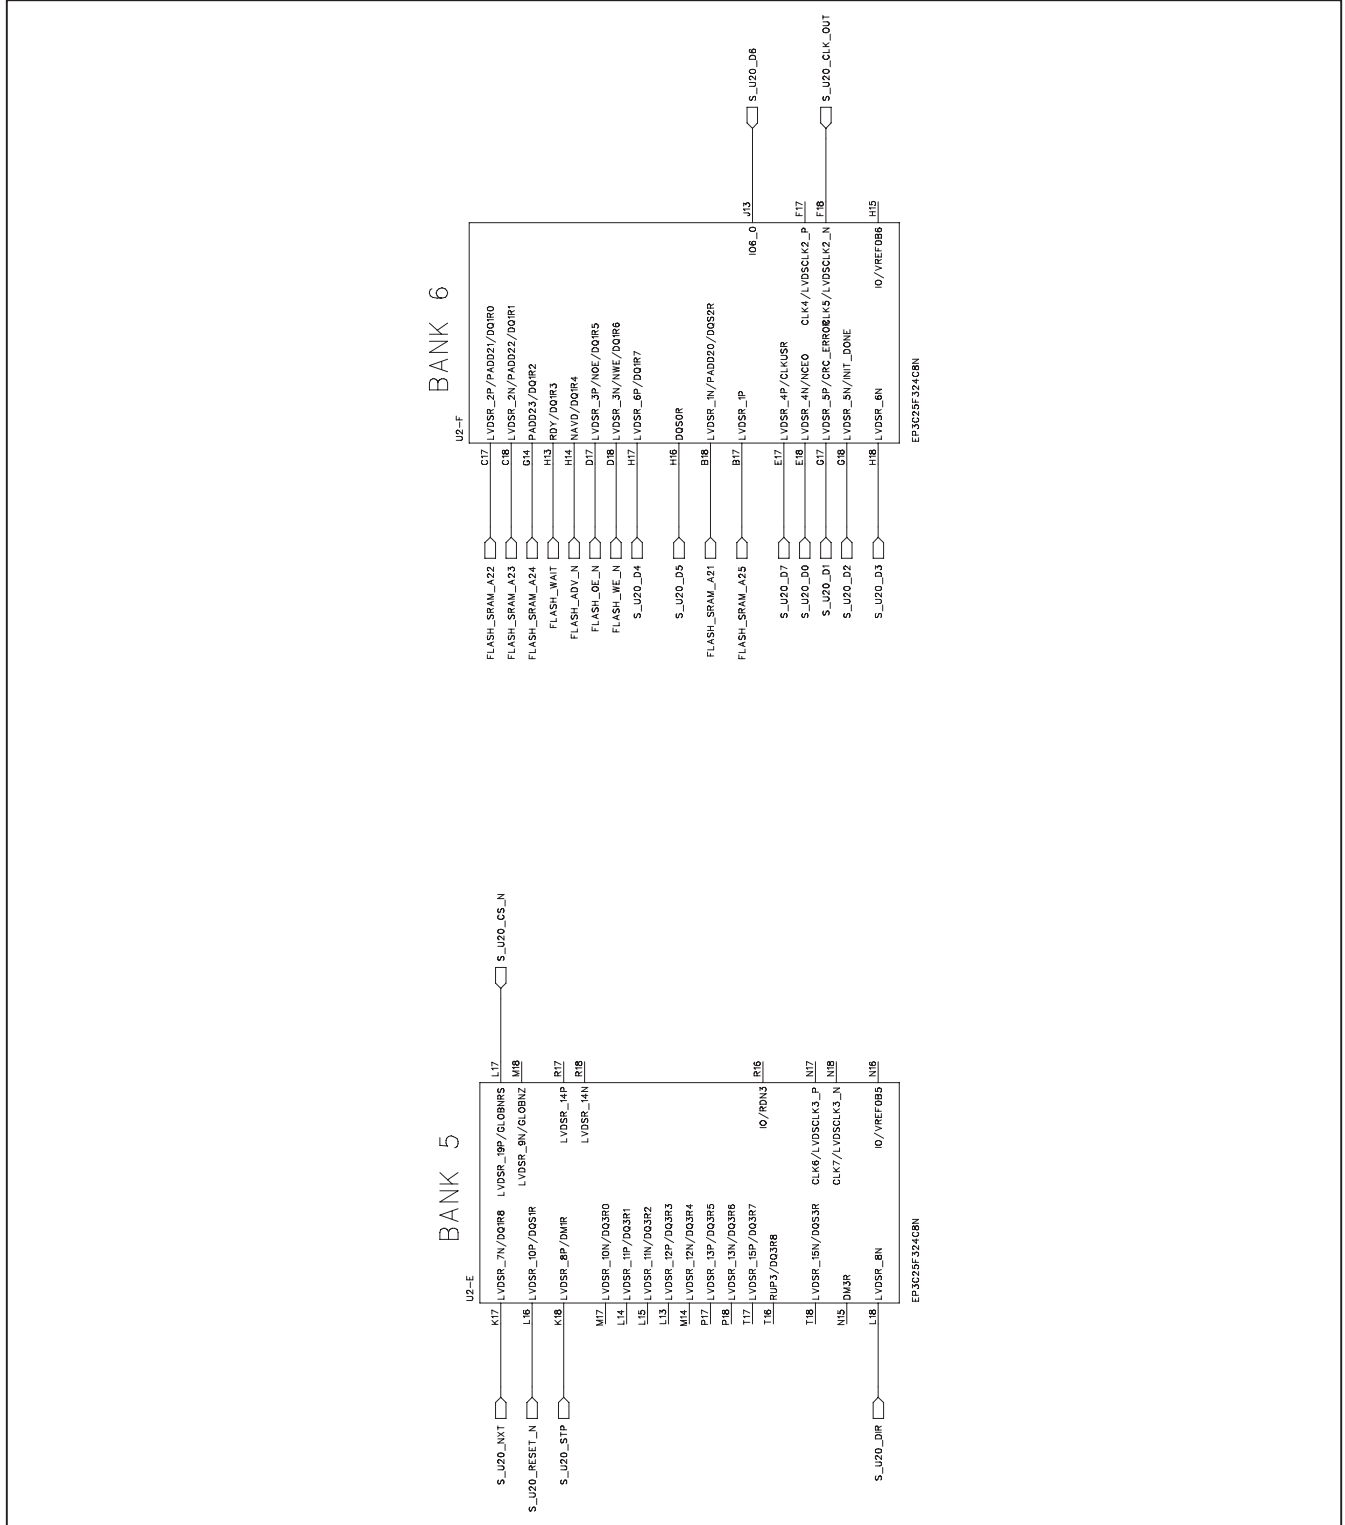 BANK 6
U2-F
FLASH_SRAM_A22 C17 LVDSR_2P/PADD21/DQ1R0
FLASH_SRAM_A23 C18 LVDSR_2N/PADD22/DQ1R1
FLASH_SRAM_A24 G14 PADD23/DQ1R2
FLASH_WAIT H13 RDY/DQ1R3
FLASH_ADV_N H14 NAVD/DQ1R4
FLASH_OE_N D17 LVDSR_3P/NOE/DQ1R5
FLASH_WE_N D18 LVDSR_3N/NWE/DQ1R6
S_U20_D4 H17 LVDSR_6P/DQ1R7
S_U20_D5 H16 DQS0R
FLASH_SRAM_A21 B18 LVDSR_1N/PADD20/DQS2R
FLASH_SRAM_A25 B17 LVDSR_1P
IO6_0 J13 S_U20_D6
S_U20_D7 E17 LVDSR_4P/CLKUSR
S_U20_D0 E18 LVDSR_4N/NCEO CLK4/LVDSCLK2_P F17
S_U20_D1 G17 LVDSR_5P/CRC_ERROR CLK5/LVDSCLK2_N F18 S_U20_CLK_OUT
S_U20_D2 G18 LVDSR_5N/INIT_DONE
S_U20_D3 H18 LVDSR_6N IO/VREF0B6 H15
EP3C25F324C8N
BANK 5
U2-E
S_U20_NXT K17 LVDSR_7N/DQ1R8 LVDSR_19P/GLOBNRS L17 S_U20_CS_N
LVDSR_9N/GLOBNZ M18
S_U20_RESET_N L16 LVDSR_10P/DQS1R
S_U20_STP K18 LVDSR_8P/DM1R LVDSR_14P R17
LVDSR_14N R18
M17 LVDSR_10N/DQ3R0
L14 LVDSR_11P/DQ3R1
L15 LVDSR_11N/DQ3R2
L13 LVDSR_12P/DQ3R3
M14 LVDSR_12N/DQ3R4
P17 LVDSR_13P/DQ3R5
P18 LVDSR_13N/DQ3R6
T17 LVDSR_15P/DQ3R7 IO/RDN3 R16
T16 RUP3/DQ3R8
T18 LVDSR_15N/DQS3R CLK6/LVDSCLK3_P N17
CLK7/LVDSCLK3_N N18
N15 DM3R
S_U20_DIR L18 LVDSR_8N IO/VREF0B5 N16
EP3C25F324C8N